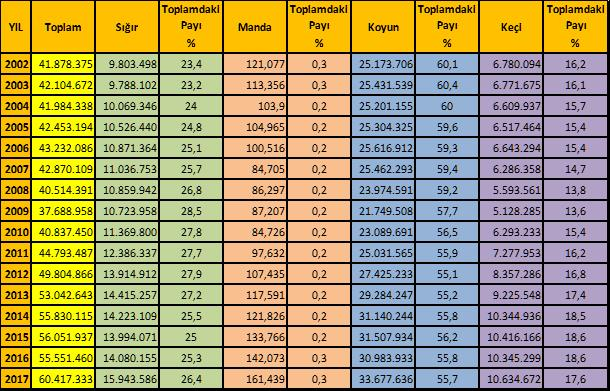 YIL Toplam Sığır Toplamdaki Payı % Manda Toplamdaki Payı % Koyun Toplamdaki Payı % Keçi Toplamdaki Payı %
2002 41.878.375 9.803.498 23,4 121,077 0,3 25.173.706 60,1 6.780.094 16,2
2003 42.104.672 9.788.102 23,2 113,356 0,3 25.431.539 60,4 6.771.675 16,1
2004 41.984.338 10.069.346 24 103,9 0,2 25.201.155 60 6.609.937 15,7
2005 42.453.194 10.526.440 24,8 104,965 0,2 25.304.325 59,6 6.517.464 15,4
2006 43.232.086 10.871.364 25,1 100,516 0,2 25.616.912 59,3 6.643.294 15,4
2007 42.870.109 11.036.753 25,7 84,705 0,2 25.462.293 59,4 6.286.358 14,7
2008 40.514.391 10.859.942 26,8 86,297 0,2 23.974.591 59,2 5.593.561 13,8
2009 37.688.958 10.723.958 28,5 87,207 0,2 21.749.508 57,7 5.128.285 13,6
2010 40.837.450 11.369.800 27,8 84,726 0,2 23.089.691 56,5 6.293.233 15,4
2011 44.793.487 12.386.337 27,7 97,632 0,2 25.031.565 55,9 7.277.953 16,2
2012 49.804.866 13.914.912 27,9 107,435 0,2 27.425.233 55,1 8.357.286 16,8
2013 53.042.643 14.415.257 27,2 117,591 0,2 29.284.247 55,2 9.225.548 17,4
2014 55.830.115 14.223.109 25,5 121,826 0,2 31.140.244 55,8 10.344.936 18,5
2015 56.051.937 13.994.071 25 133,766 0,2 31.507.934 56,2 10.416.166 18,6
2016 55.551.460 14.080.155 25,3 142,073 0,3 30.983.933 55,8 10.345.299 18,6
2017 60.417.333 15.943.586 26,4 161,439 0,3 33.677.636 55,7 10.634.672 17,6